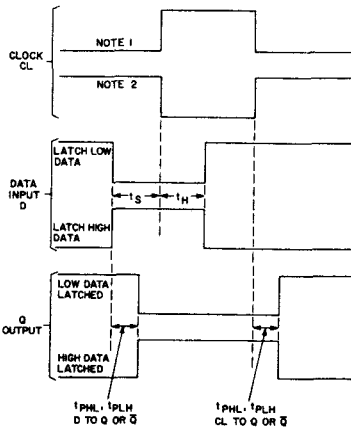 CLOCK
CL
NOTE 1
NOTE 2
DATA
INPUT
D
LATCH LOW
DATA
LATCH HIGH
DATA
tS
tH
Q
OUTPUT
LOW DATA
LATCHED
HIGH DATA
LATCHED
tPHL, tPLH
D TO Q OR Q̅
tPHL, tPLH
CL TO Q OR Q̅